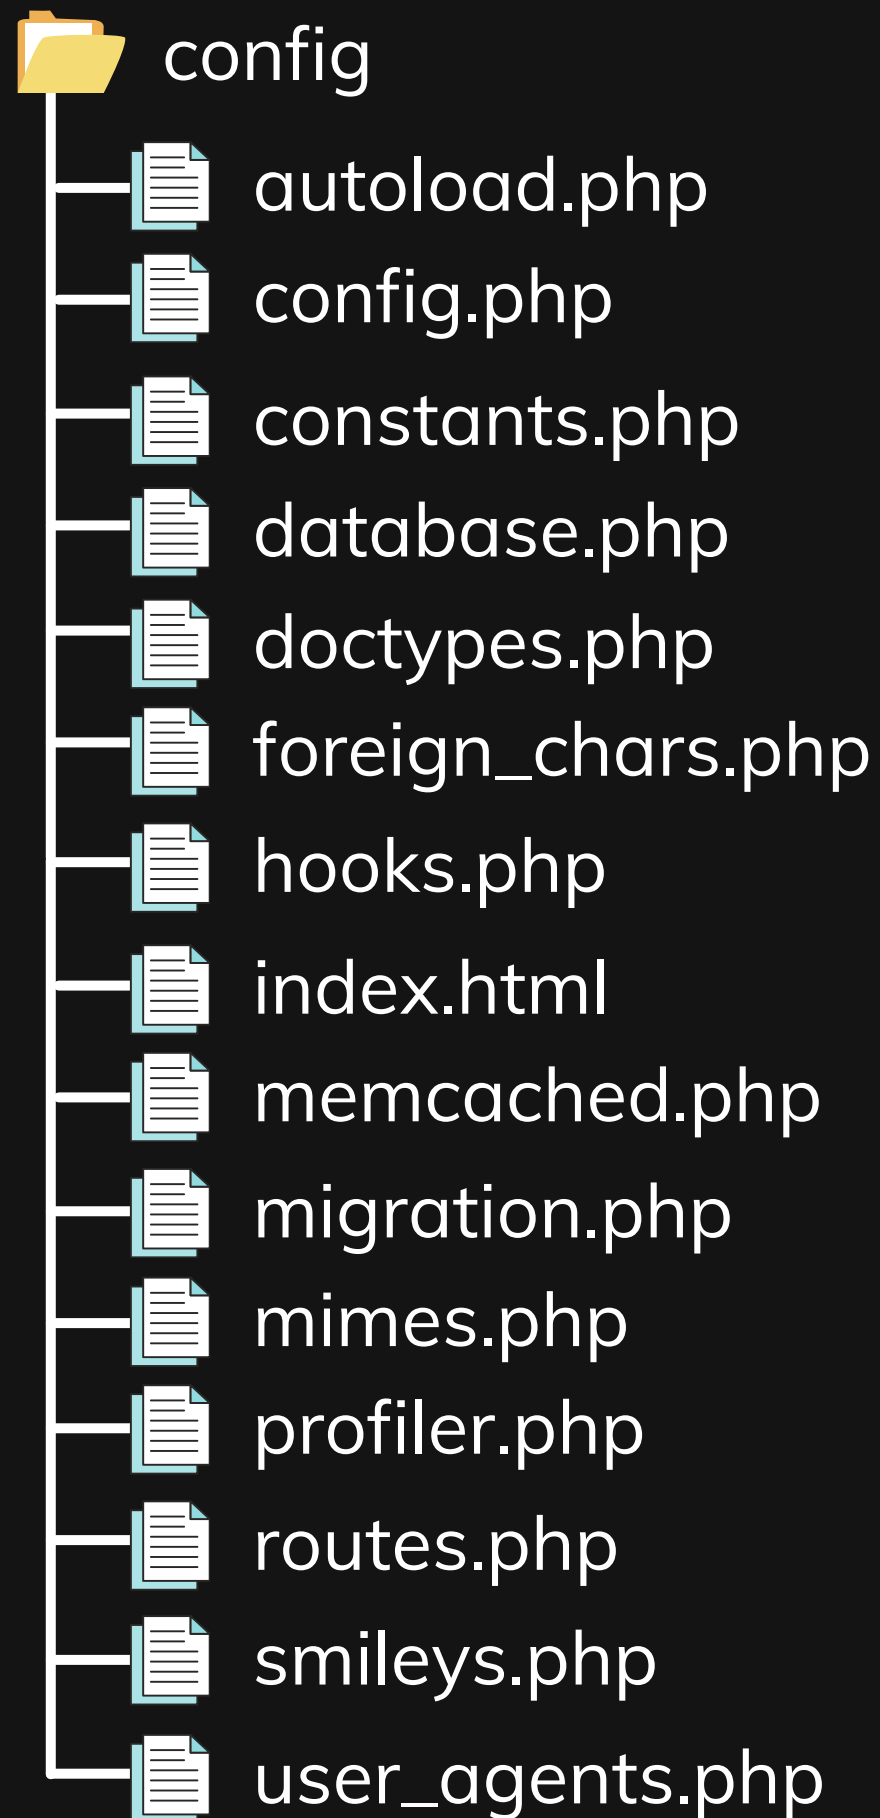 config
autoload.php
config.php
constants.php
database.php
doctypes.php
foreign_chars.php
hooks.php
index.html
memcached.php
migration.php
mimes.php
profiler.php
routes.php
smileys.php
user_agents.php